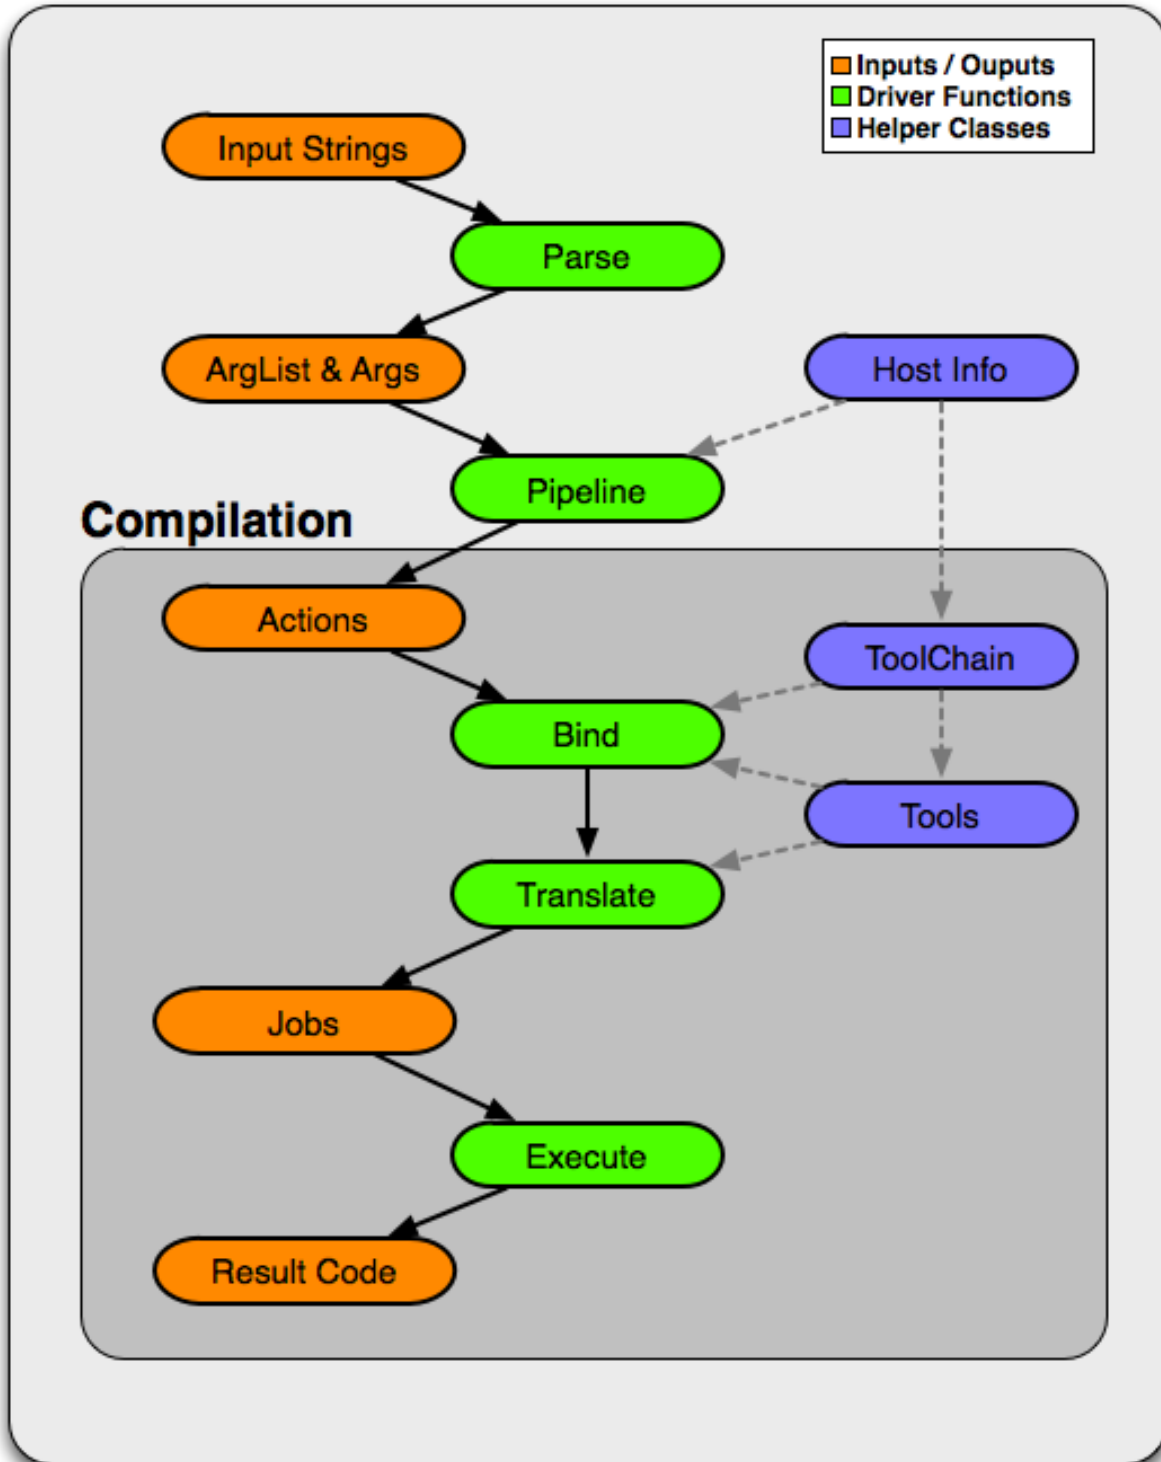 Inputs / Ouputs
Driver Functions
Helper Classes
Input Strings
Parse
ArgList & Args
Host Info
Pipeline
Compilation
Actions
ToolChain
Bind
Tools
Translate
Jobs
Execute
Result Code